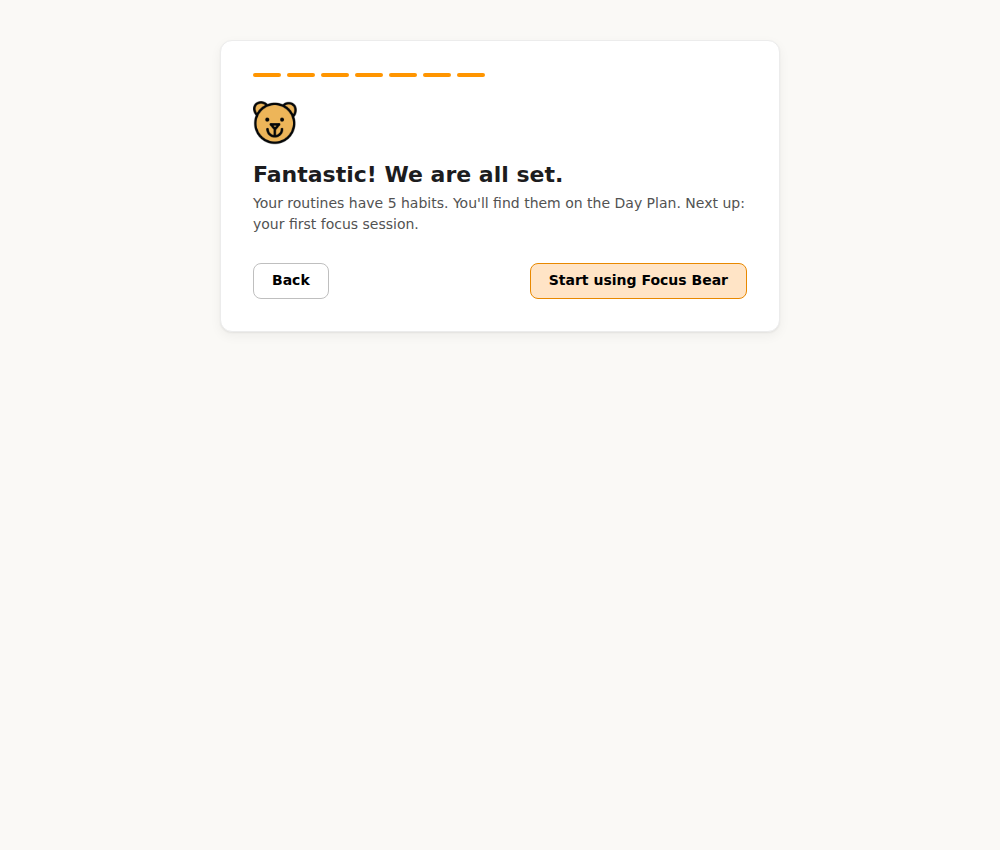 Fantastic! We are all set.
Your routines have 5 habits. You'll find them on the Day Plan. Next up:
your first focus session.
Back
Start using Focus Bear